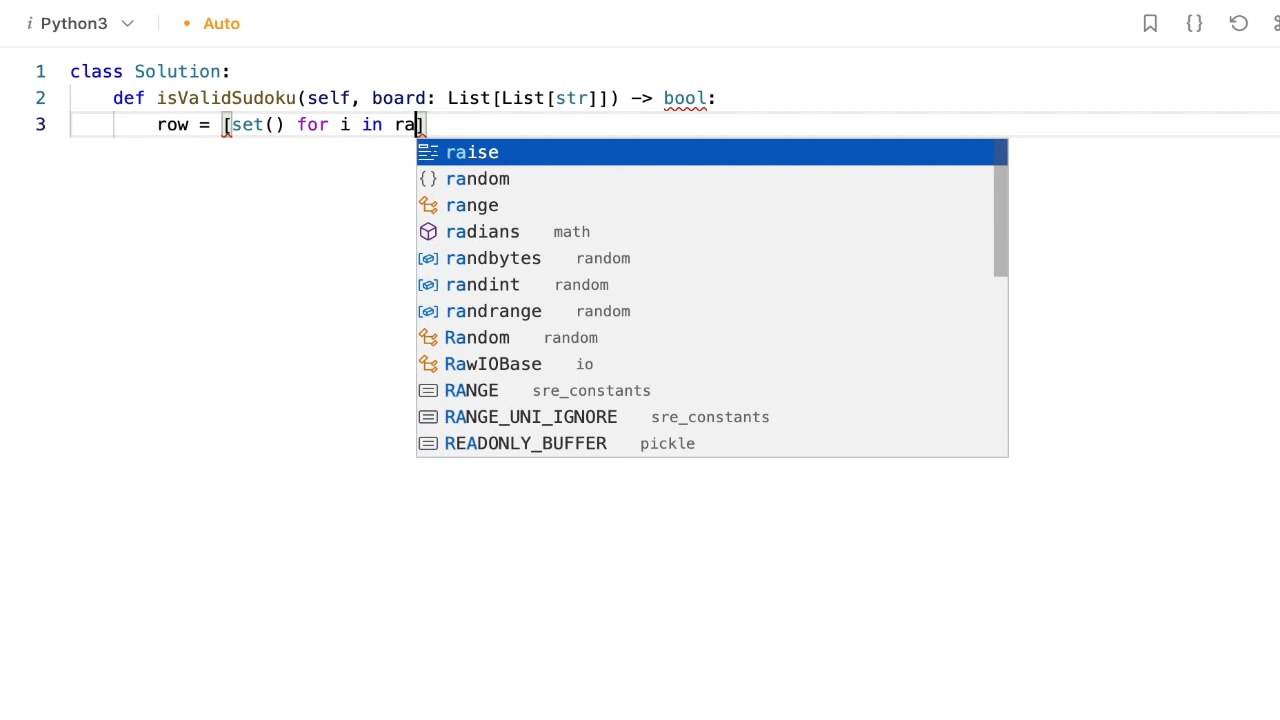 i Python3 • Auto
1 class Solution:
2 def isValidSudoku(self, board: List[List[str]]) -> bool:
3 row = [set() for i in ra]
raise
random
range
radians math
randbytes random
randint random
randrange random
Random random
RawIOBase io
RANGE sre_constants
RANGE_UNI_IGNORE sre_constants
READONLY_BUFFER pickle